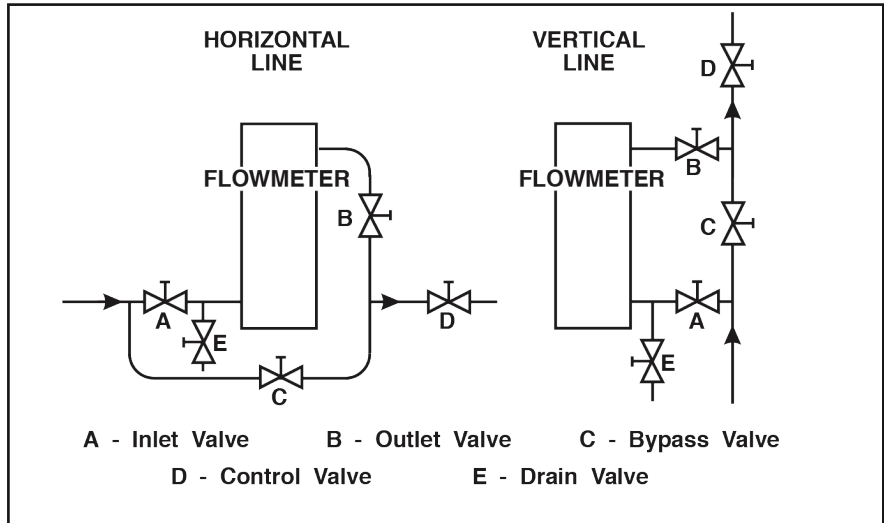 HORIZONTAL
LINE
VERTICAL
LINE
D
FLOWMETER
B
FLOWMETER
B
C
A
E
D
A
E
C
A - Inlet Valve B - Outlet Valve C - Bypass Valve
D - Control Valve E - Drain Valve